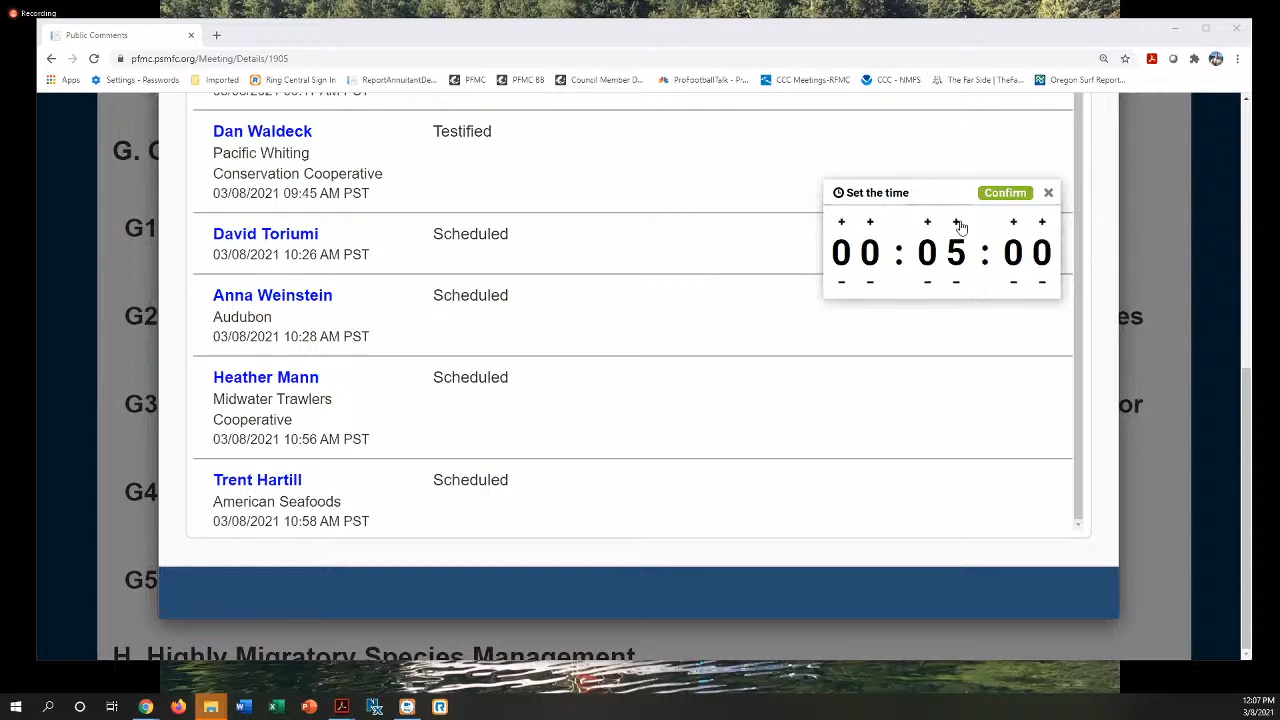 Recording
Public Comments
pfmc.psmfc.org/Meeting/Details/1905
Apps
Settings - Passwords
Imported
Ring Central Sign In
ReportAnnuitantDe...
PFMC
PFMC BB
Council Member D...
ProFootballTalk - Pr...
CCC Meetings-RFMC
CCC - NMFS
The Far Side | TheFa...
Oregon Surf Report...
Dan Waldeck
Testified
Pacific Whiting
Conservation Cooperative
03/08/2021 09:45 AM PST
David Toriumi
Scheduled
03/08/2021 10:26 AM PST
Anna Weinstein
Scheduled
Audubon
03/08/2021 10:28 AM PST
Heather Mann
Scheduled
Midwater Trawlers
Cooperative
03/08/2021 10:56 AM PST
Trent Hartill
Scheduled
American Seafoods
03/08/2021 10:58 AM PST
Set the time
Confirm
+ + + + + +
00 : 05 : 00
- - - - - -
G.
G1
G2
es
G3
or
G4
G5
H. Highly Migratory Species Management
12:07 PM
3/8/2021